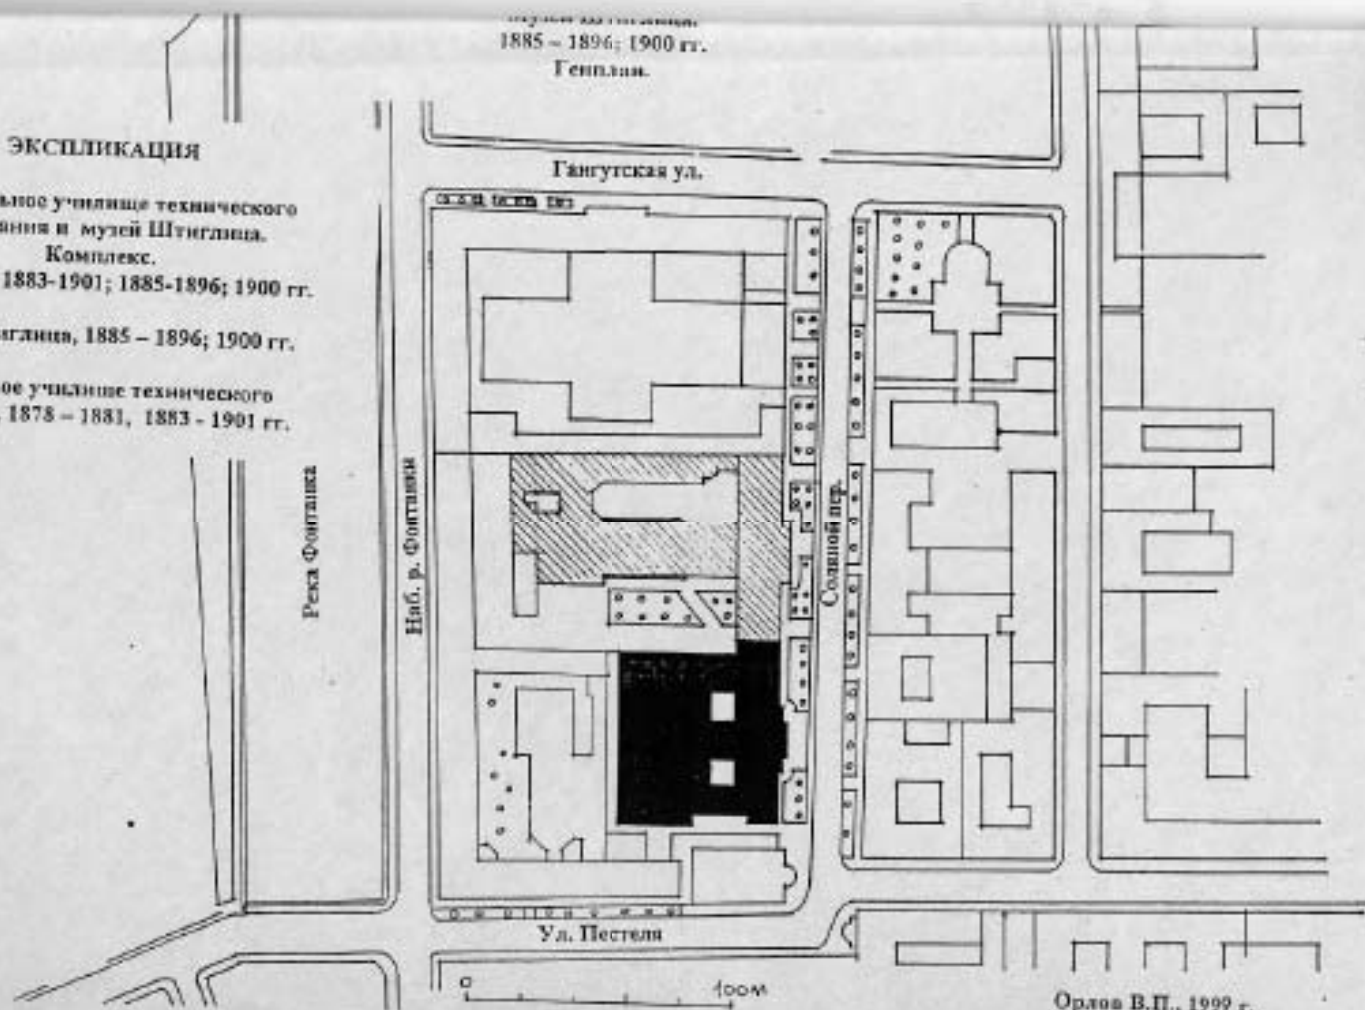 1885 – 1896; 1900 гг.
Генплан.
ЭКСПЛИКАЦИЯ
училище технического
и музей Штиглица.
Комплекс.
1883-1901; 1885-1896; 1900 гг.
1885 – 1896; 1900 гг.
училище технического
1878 – 1881, 1883 - 1901 гг.
Гангутская ул.
Река Фонтанка
Наб. р. Фонтанки
Соляной пер.
Ул. Пестеля
0
100м
Орлов В.П., 1999 г.